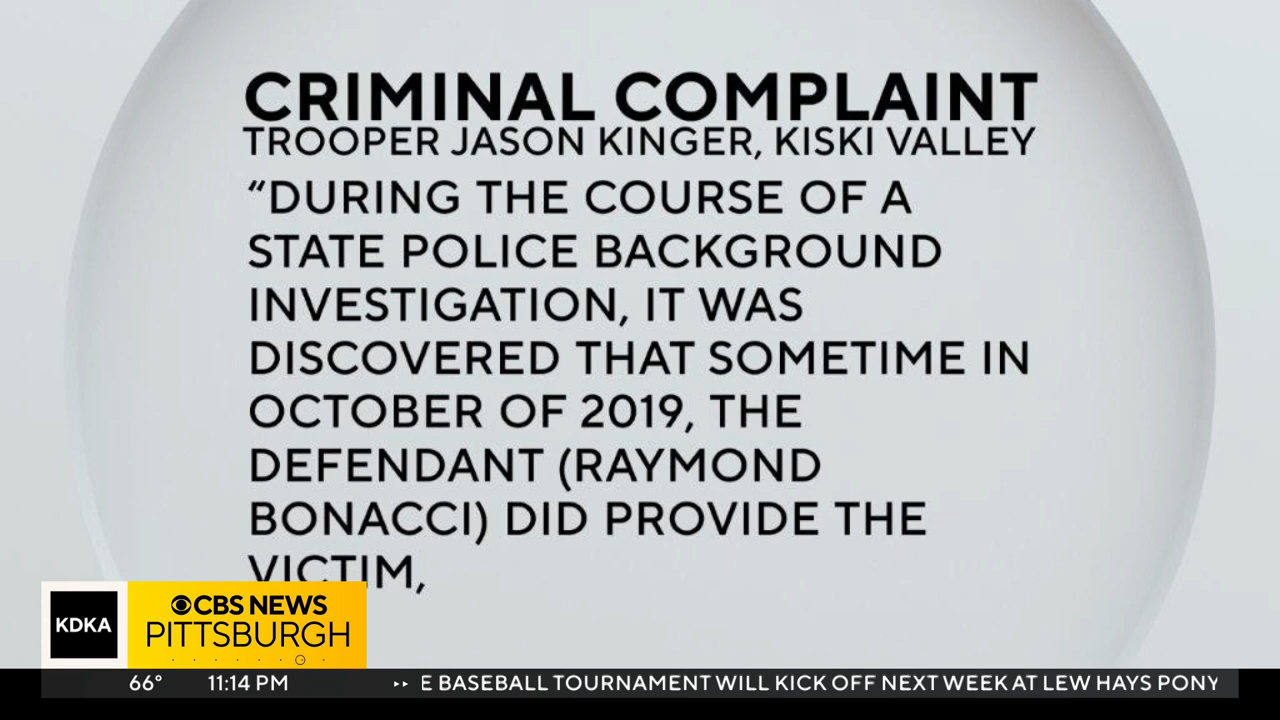 CRIMINAL COMPLAINT
TROOPER JASON KINGER, KISKI VALLEY
“DURING THE COURSE OF A
STATE POLICE BACKGROUND
INVESTIGATION, IT WAS
DISCOVERED THAT SOMETIME IN
OCTOBER OF 2019, THE
DEFENDANT (RAYMOND
BONACCI) DID PROVIDE THE
VICTIM,
KDKA
CBS NEWS
PITTSBURGH
66° 11:14 PM E BASEBALL TOURNAMENT WILL KICK OFF NEXT WEEK AT LEW HAYS PONY